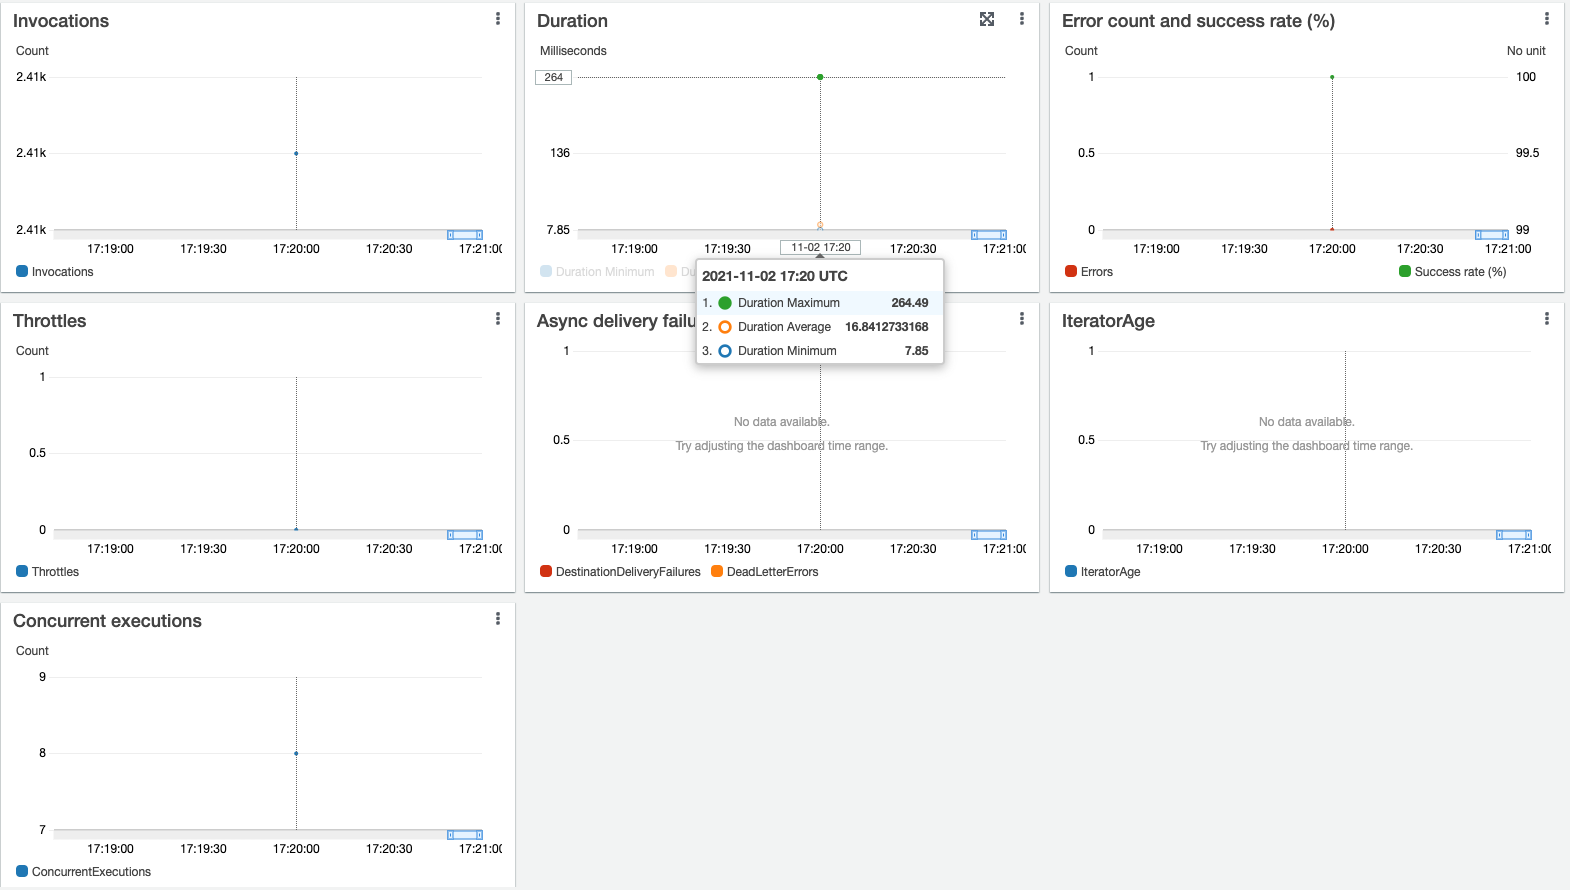 Invocations
Count
2.41k
2.41k
2.41k
17:19:00 17:19:30 17:20:00 17:20:30 17:21:00
Invocations
Duration
Milliseconds
264
136
7.85
17:19:00 17:19:30 11-02 17:20 17:20:30 17:21:00
Duration Minimum Du
2021-11-02 17:20 UTC
1. Duration Maximum 264.49
2. Duration Average 16.8412733168
3. Duration Minimum 7.85
Error count and success rate (%)
Count No unit
1 100
0.5 99.5
0 99
17:19:00 17:19:30 17:20:00 17:20:30 17:21:00
Errors Success rate (%)
Throttles
Count
1
0.5
0
17:19:00 17:19:30 17:20:00 17:20:30 17:21:00
Throttles
Async delivery failu
1
No data available.
0.5
Try adjusting the dashboard time range.
0
17:19:00 17:19:30 17:20:00 17:20:30 17:21:00
DestinationDeliveryFailures DeadLetterErrors
IteratorAge
1
No data available.
0.5
Try adjusting the dashboard time range.
0
17:19:00 17:19:30 17:20:00 17:20:30 17:21:00
IteratorAge
Concurrent executions
Count
9
8
7
17:19:00 17:19:30 17:20:00 17:20:30 17:21:00
ConcurrentExecutions